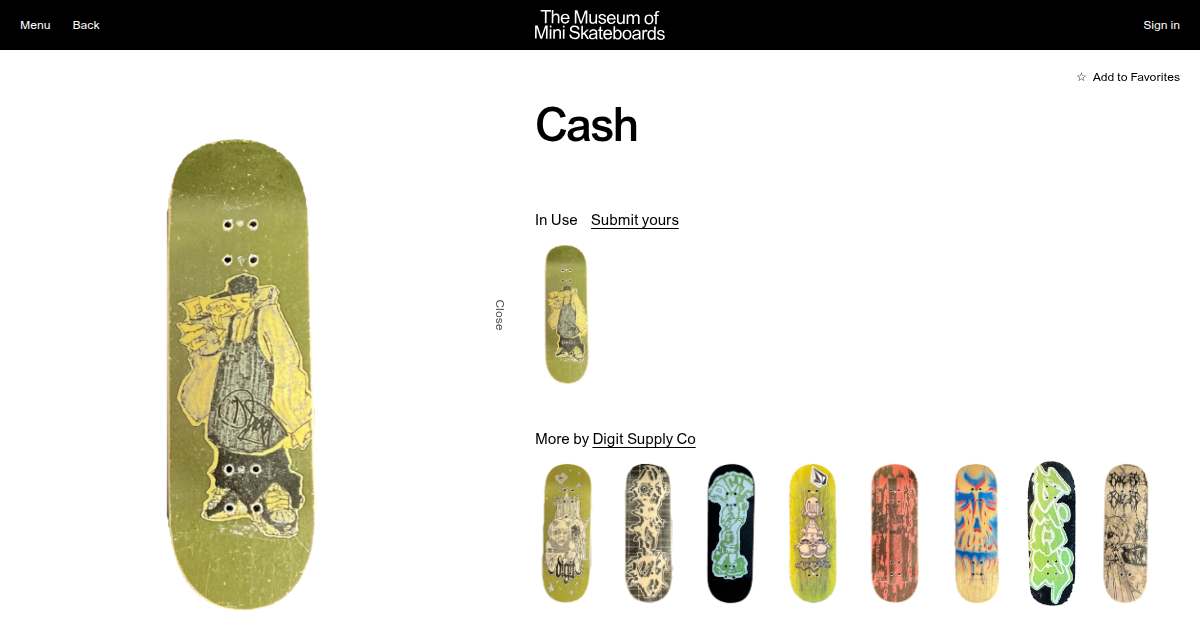 Menu
Back
The Museum of
Mini Skateboards
Sign in
☆ Add to Favorites
Cash
In Use
Submit yours
Close
More by Digit Supply Co